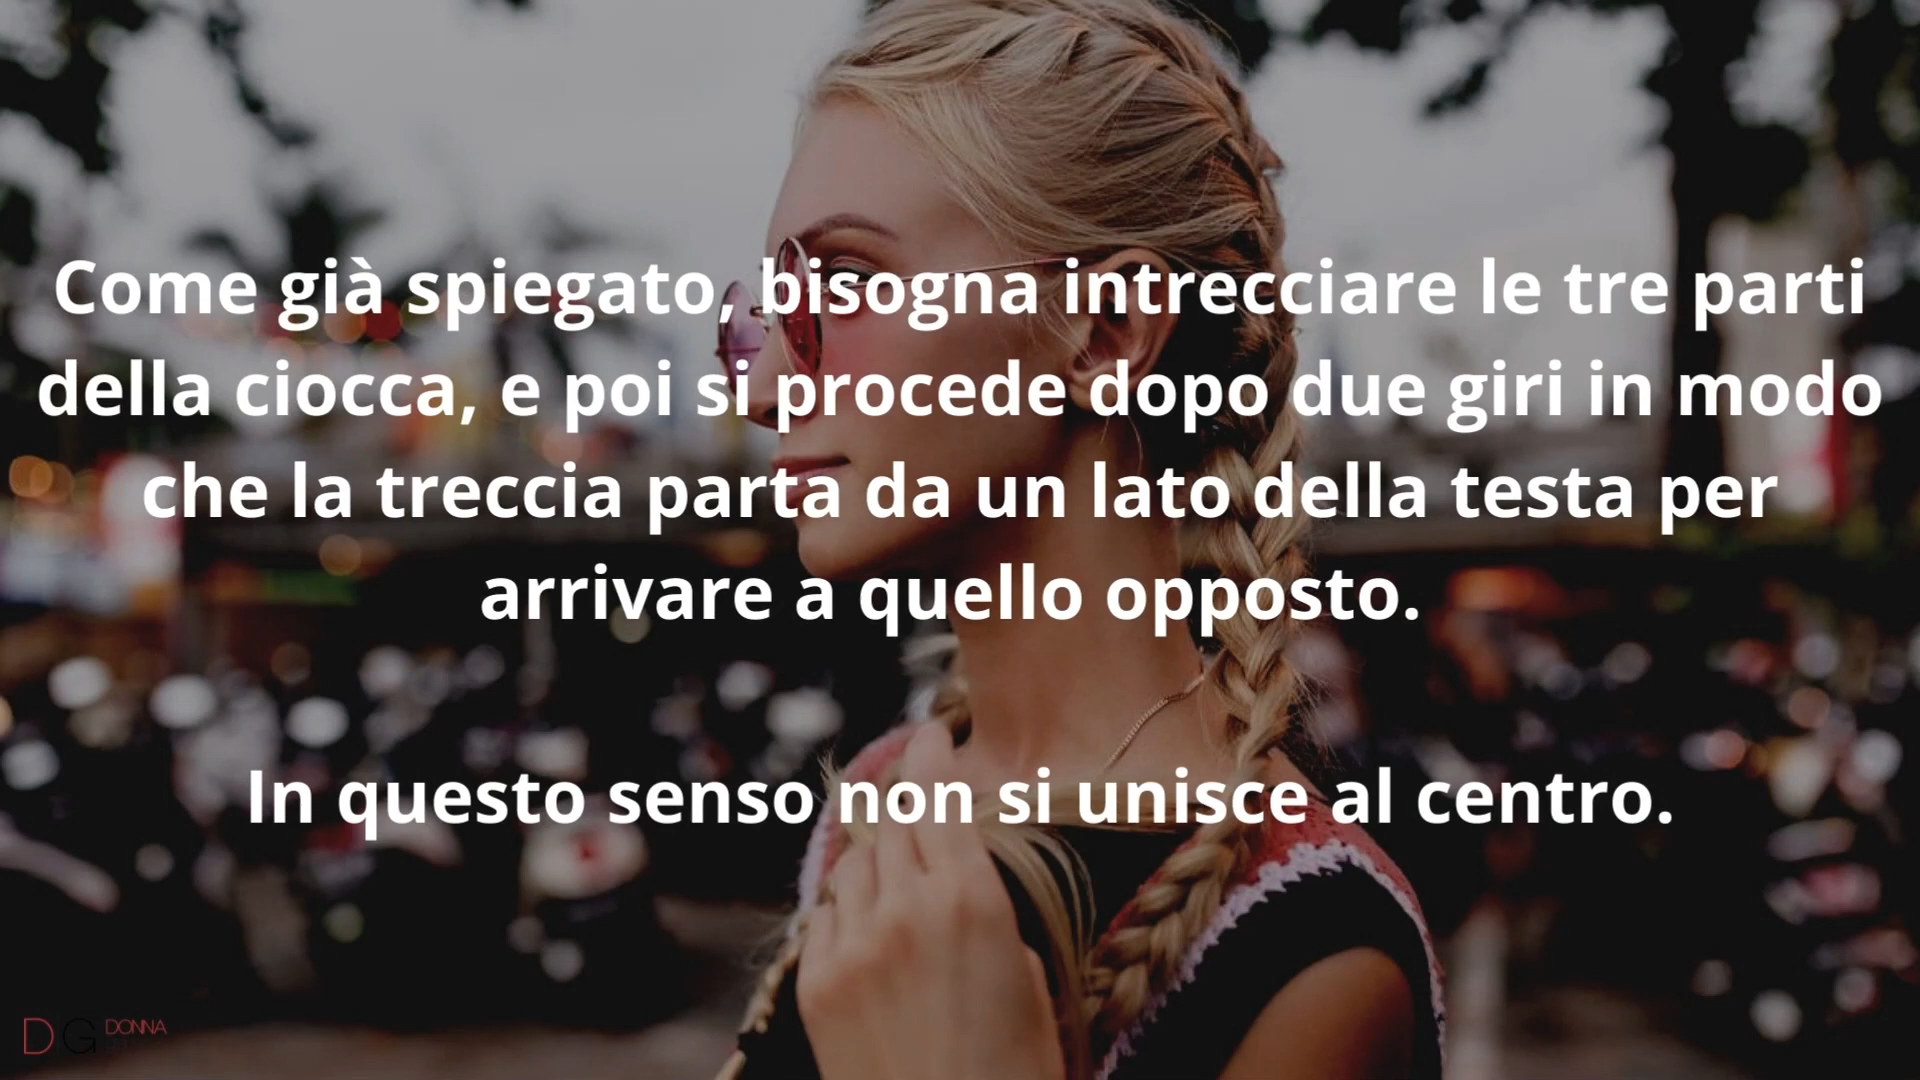 Come già spiegato, bisogna intrecciare le tre parti
della ciocca, e poi si procede dopo due giri in modo
che la treccia parta da un lato della testa per
arrivare a quello opposto.
In questo senso non si unisce al centro.
DG DONNA